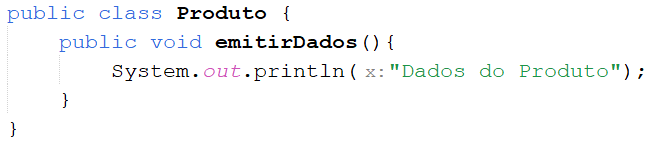 public class Produto {
public void emitirDados(){
System.out.println( x:"Dados do Produto");
}
}